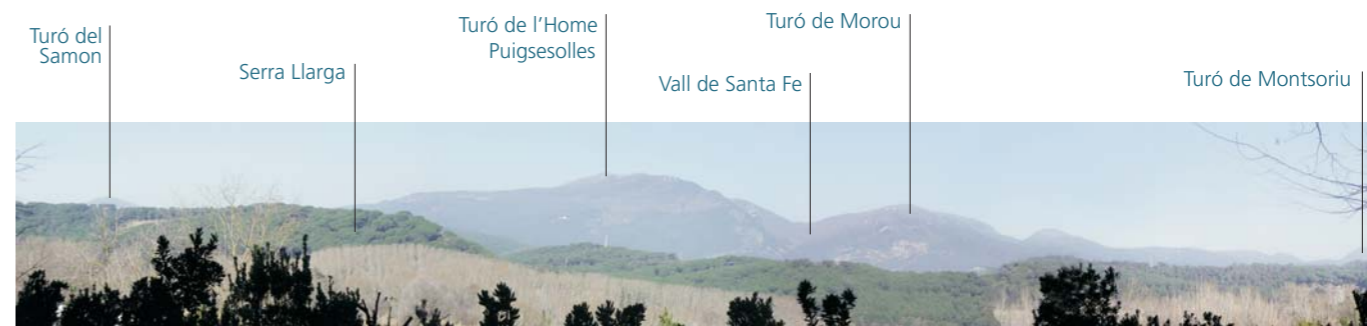 Turó del
Samon
Serra Llarga
Turó de l'Home
Puigsesolles
Vall de Santa Fe
Turó de Morou
Turó de Montsoriu